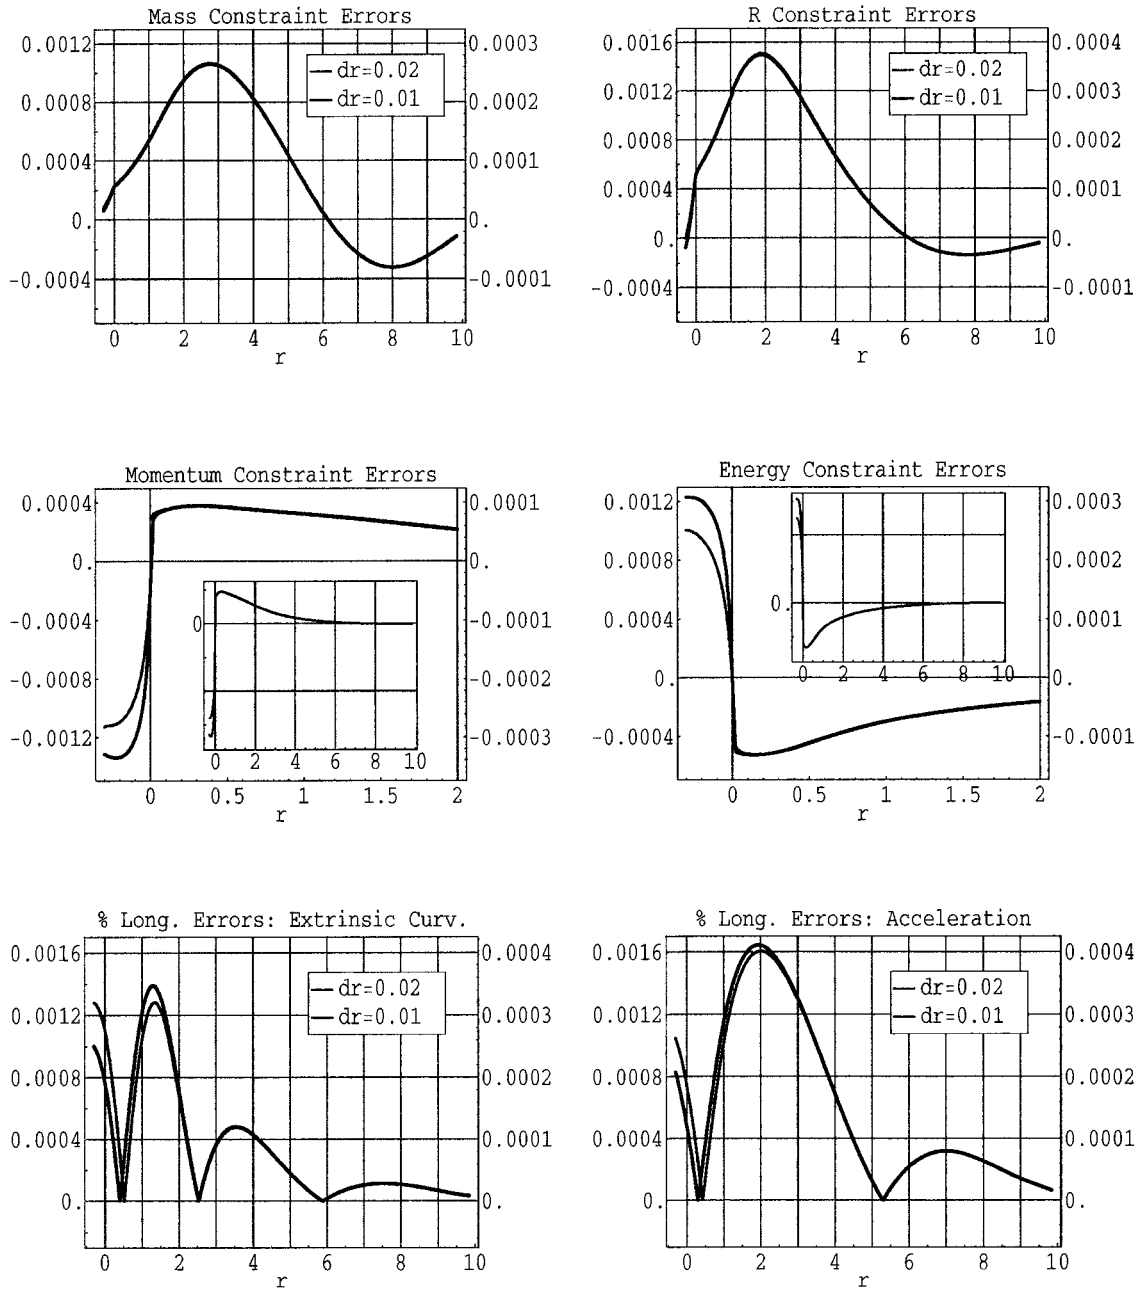 Mass Constraint Errors
0.0012
0.0008
0.0004
0.
-0.0004
dr=0.02
dr=0.01
0.0003
0.0002
0.0001
0.
-0.0001
0 2 4 6 8 10
r
R Constraint Errors
0.0016
0.0012
0.0008
0.0004
0.
-0.0004
dr=0.02
dr=0.01
0.0004
0.0003
0.0002
0.0001
0.
-0.0001
0 2 4 6 8 10
r
Momentum Constraint Errors
0.0004
0.
-0.0004
-0.0008
-0.0012
0
0 2 4 6 8 10
0.0001
0.
-0.0001
-0.0002
-0.0003
0 0.5 1 1.5 2
r
Energy Constraint Errors
0.0012
0.0008
0.0004
0.
-0.0004
0.
0 2 4 6 8 10
0.0003
0.0002
0.0001
0.
-0.0001
0 0.5 1 1.5 2
r
% Long. Errors: Extrinsic Curv.
0.0016
0.0012
0.0008
0.0004
0.
dr=0.02
dr=0.01
0.0004
0.0003
0.0002
0.0001
0.
0 2 4 6 8 10
r
% Long. Errors: Acceleration
0.0016
0.0012
0.0008
0.0004
0.
dr=0.02
dr=0.01
0.0004
0.0003
0.0002
0.0001
0.
0 2 4 6 8 10
r